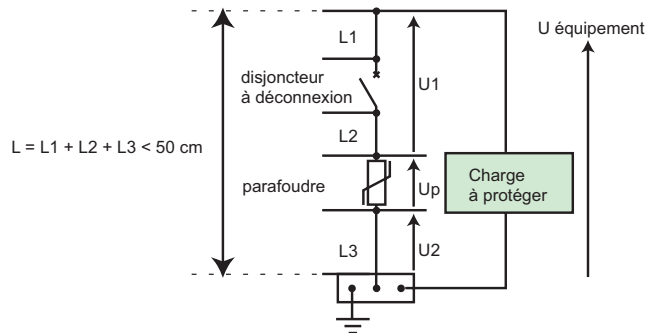 L1
U équipement
disjoncteur
à déconnexion
U1
L = L1 + L2 + L3 < 50 cm
L2
parafoudre
Up
Charge
à protéger
L3
U2